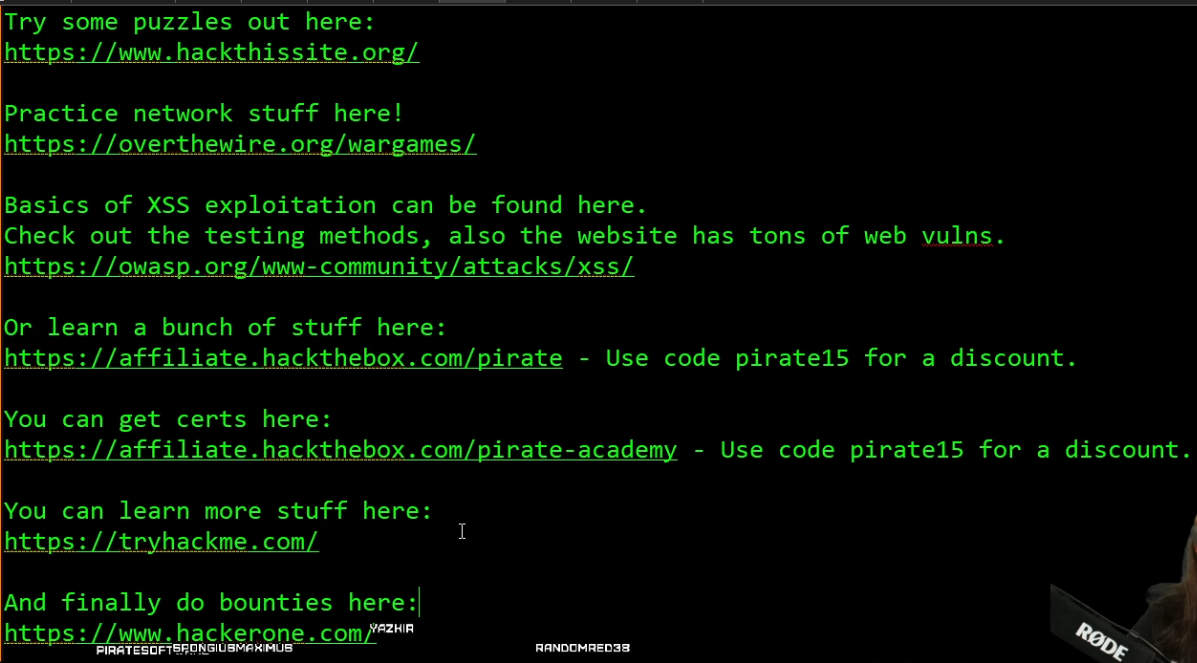 Try some puzzles out here:
https://www.hackthissite.org/
Practice network stuff here!
https://overthewire.org/wargames/
Basics of XSS exploitation can be found here.
Check out the testing methods, also the website has tons of web vulns.
https://owasp.org/www-community/attacks/xss/
Or learn a bunch of stuff here:
https://affiliate.hackthebox.com/pirate - Use code pirate15 for a discount.
You can get certs here:
https://affiliate.hackthebox.com/pirate-academy - Use code pirate15 for a discount.
You can learn more stuff here:
https://tryhackme.com/
And finally do bounties here:
https://www.hackerone.com/
YAZHIR
SPONGIUSMAXIMUS
RANDOMRED38
RØDE